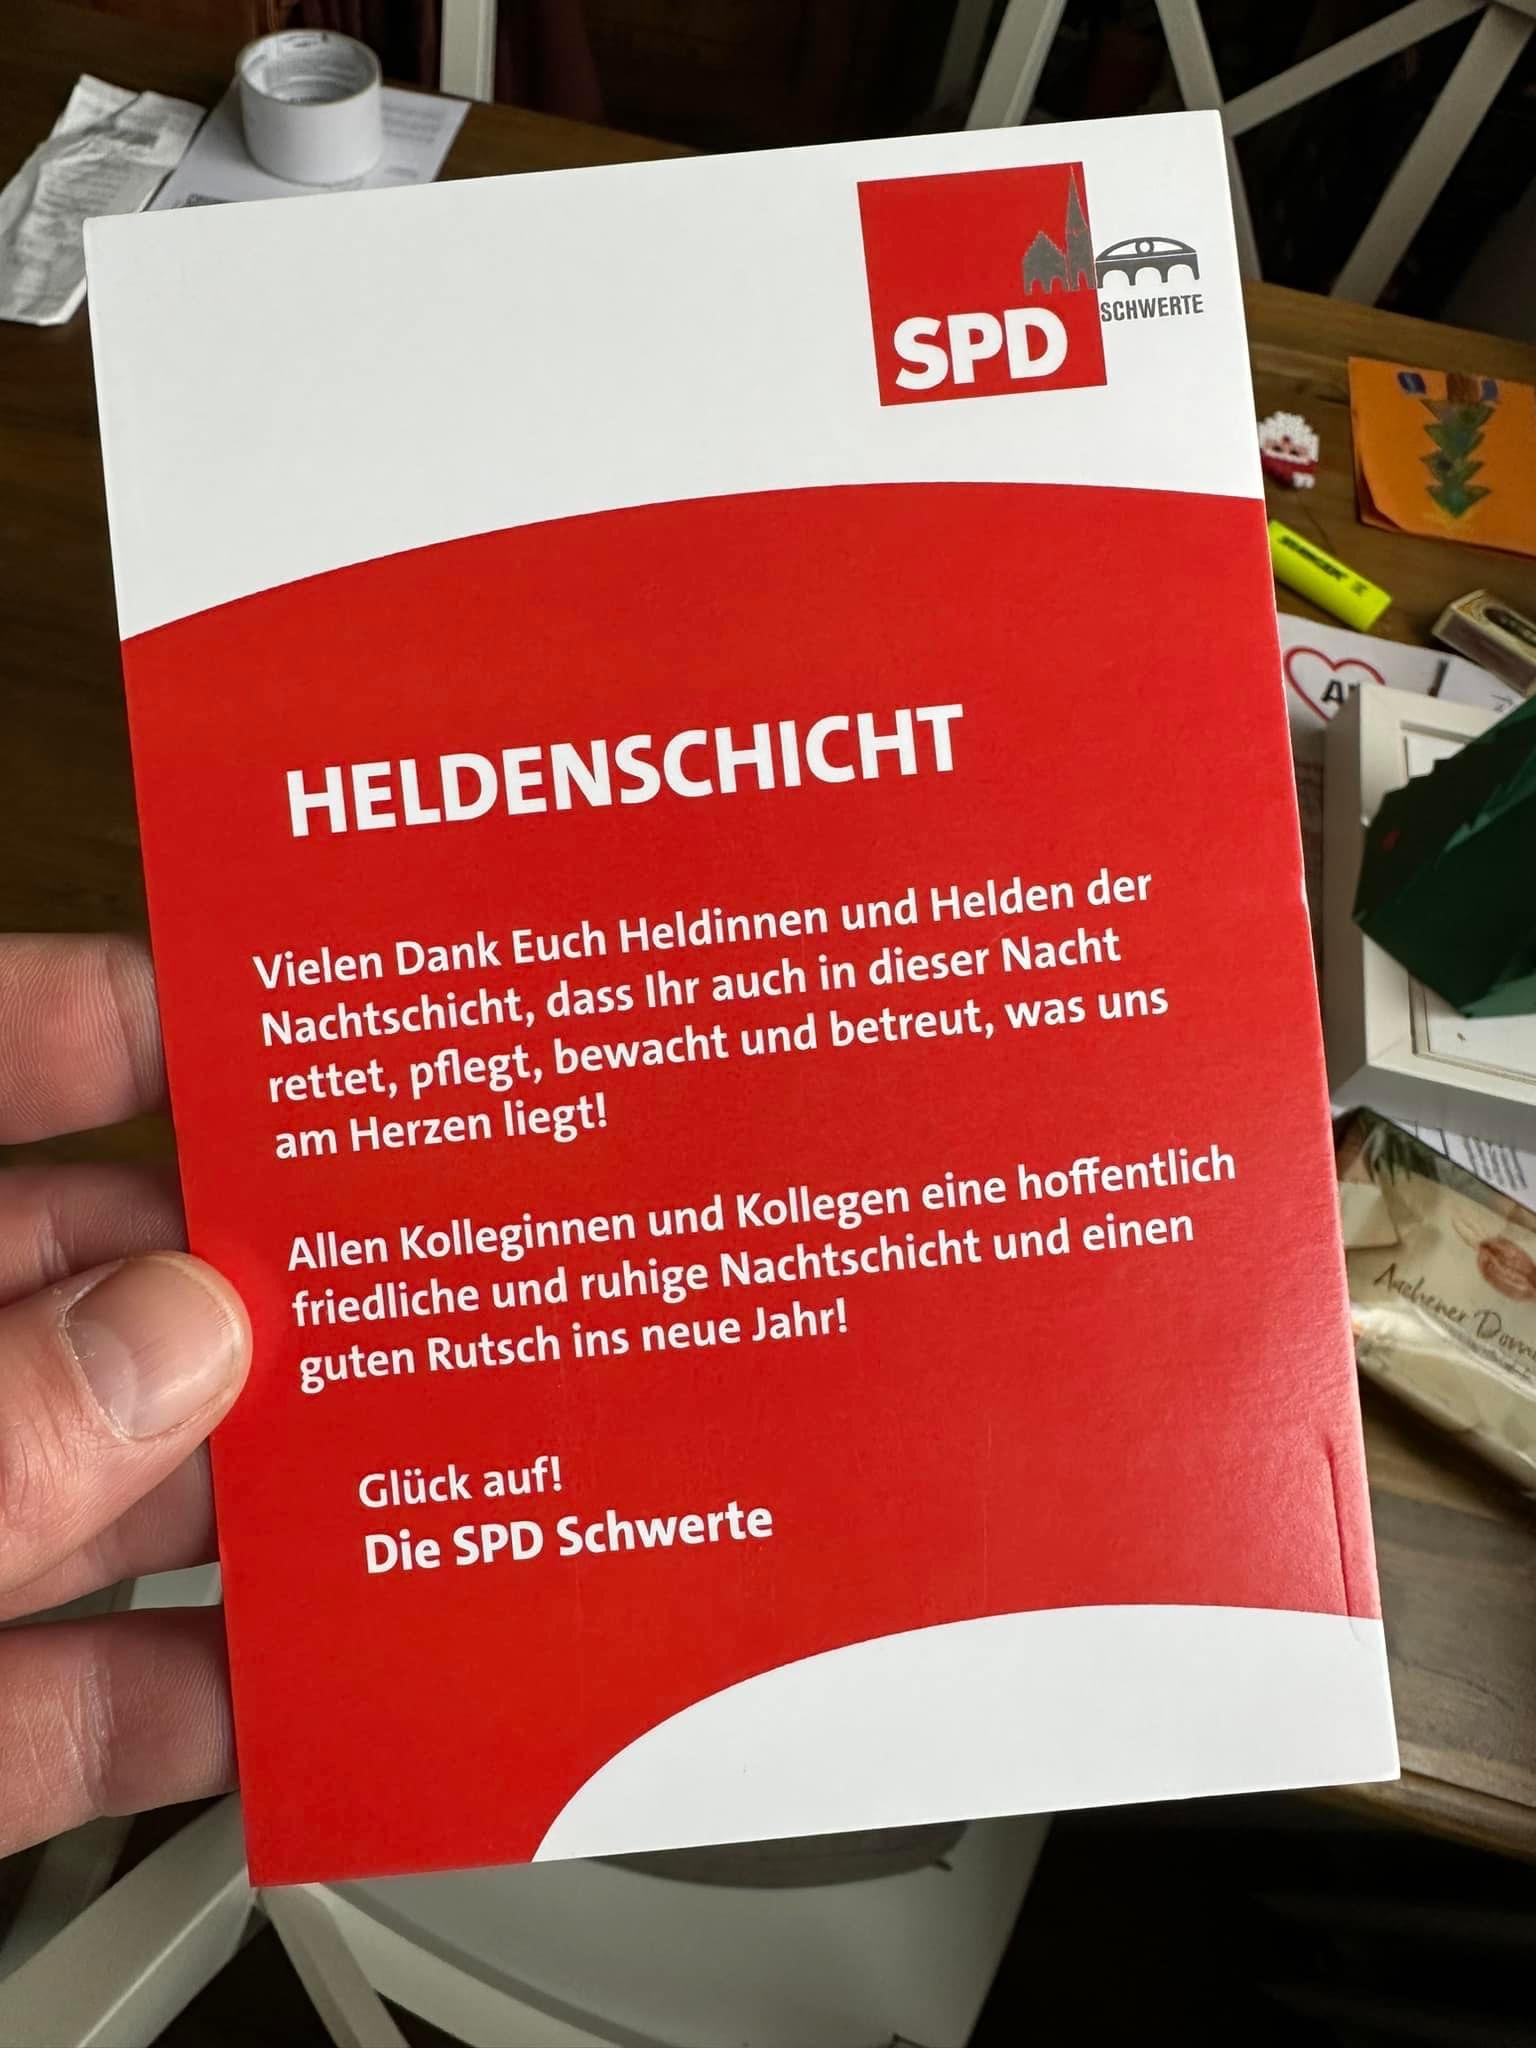 SPD
SCHWERTE
HELDENSCHICHT
Vielen Dank Euch Heldinnen und Helden der
Nachtschicht, dass Ihr auch in dieser Nacht
rettet, pflegt, bewacht und betreut, was uns
am Herzen liegt!
Allen Kolleginnen und Kollegen eine hoffentlich
friedliche und ruhige Nachtschicht und einen
guten Rutsch ins neue Jahr!
Glück auf!
Die SPD Schwerte
Aachener